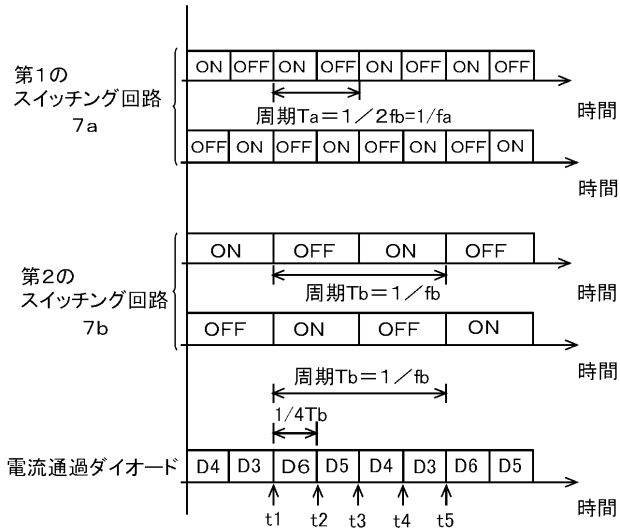 第1の
スイッチング回路
7a
ON OFF ON OFF ON OFF ON OFF
時間
周期Ta=1/2fb=1/fa
OFF ON OFF ON OFF ON OFF ON
時間
第2の
スイッチング回路
7b
ON OFF ON OFF
時間
周期Tb=1/fb
OFF ON OFF ON
時間
周期Tb=1/fb
1/4Tb
電流通過ダイオード
D4 D3 D6 D5 D4 D3 D6 D5
時間
t1 t2 t3 t4 t5